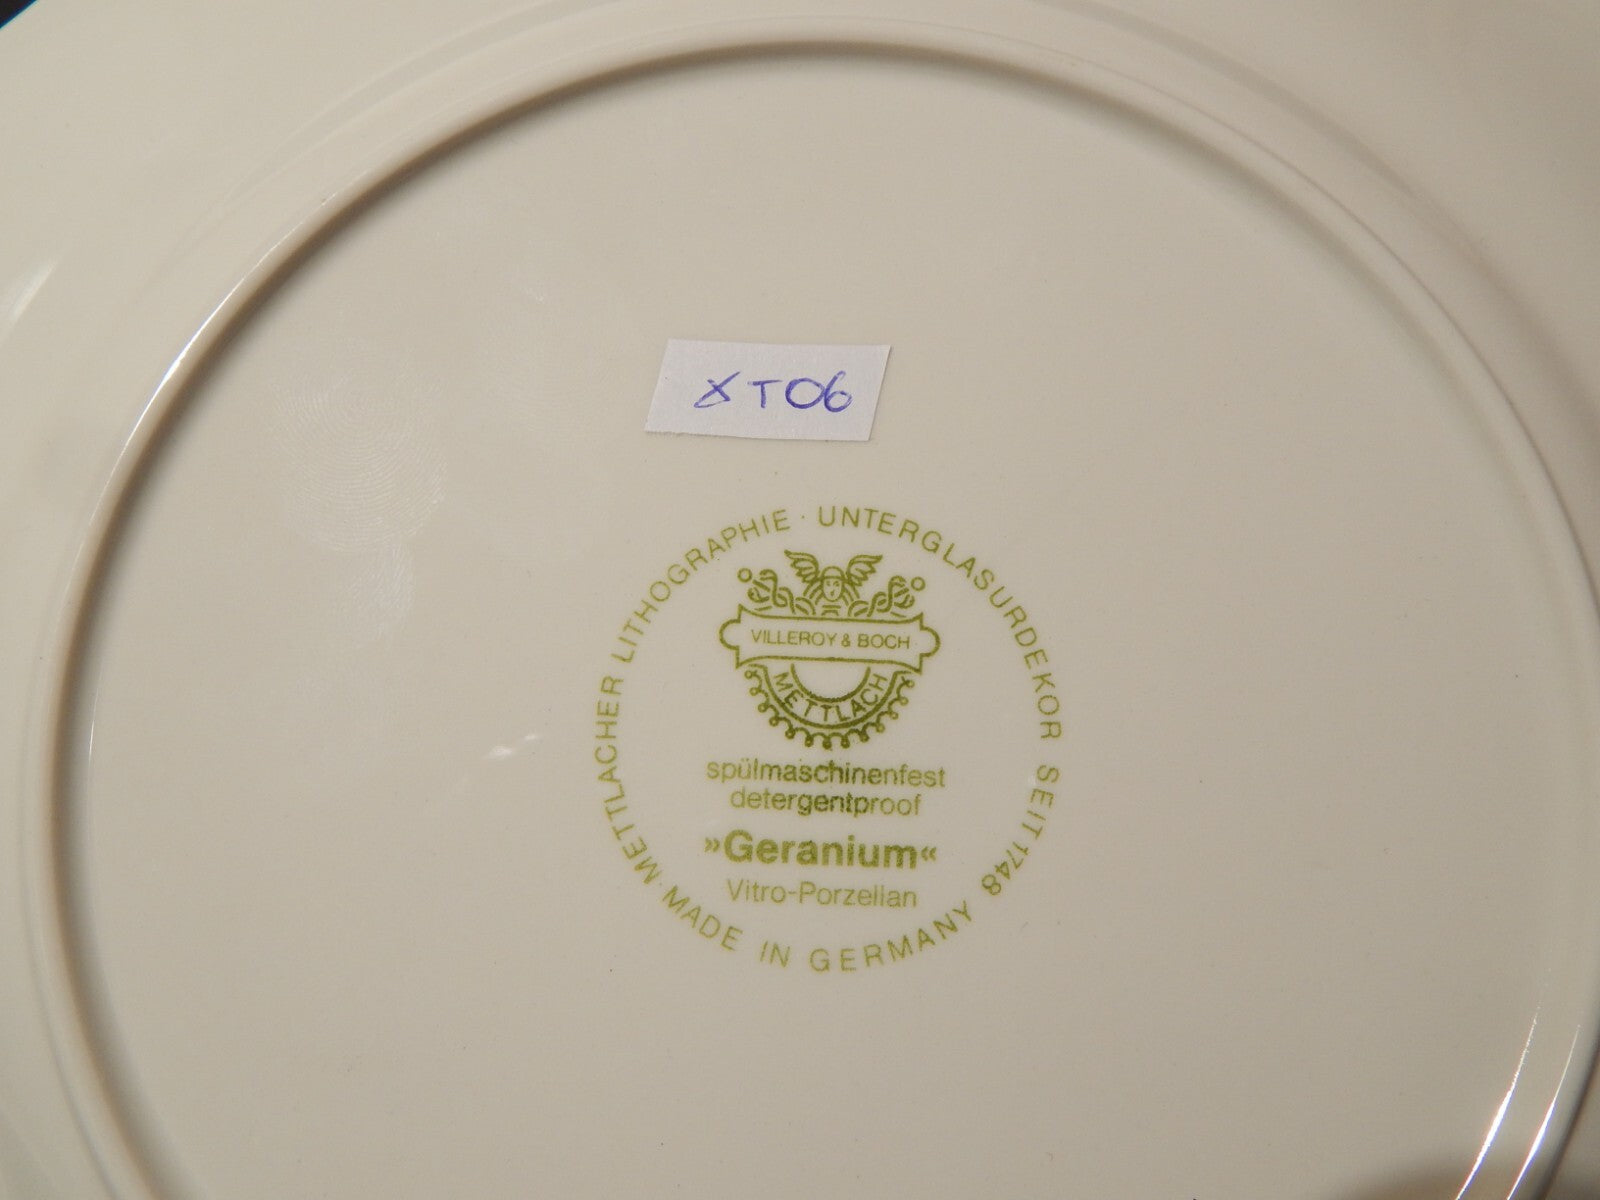 XT06
METTLACHER LITHOGRAPHIE · UNTERGLASURDEKOR SEIT 1748
VILLEROY & BOCH
METTLACH
spülmaschinenfest
detergentproof
»Geranium«
Vitro-Porzellan
· MADE IN GERMANY